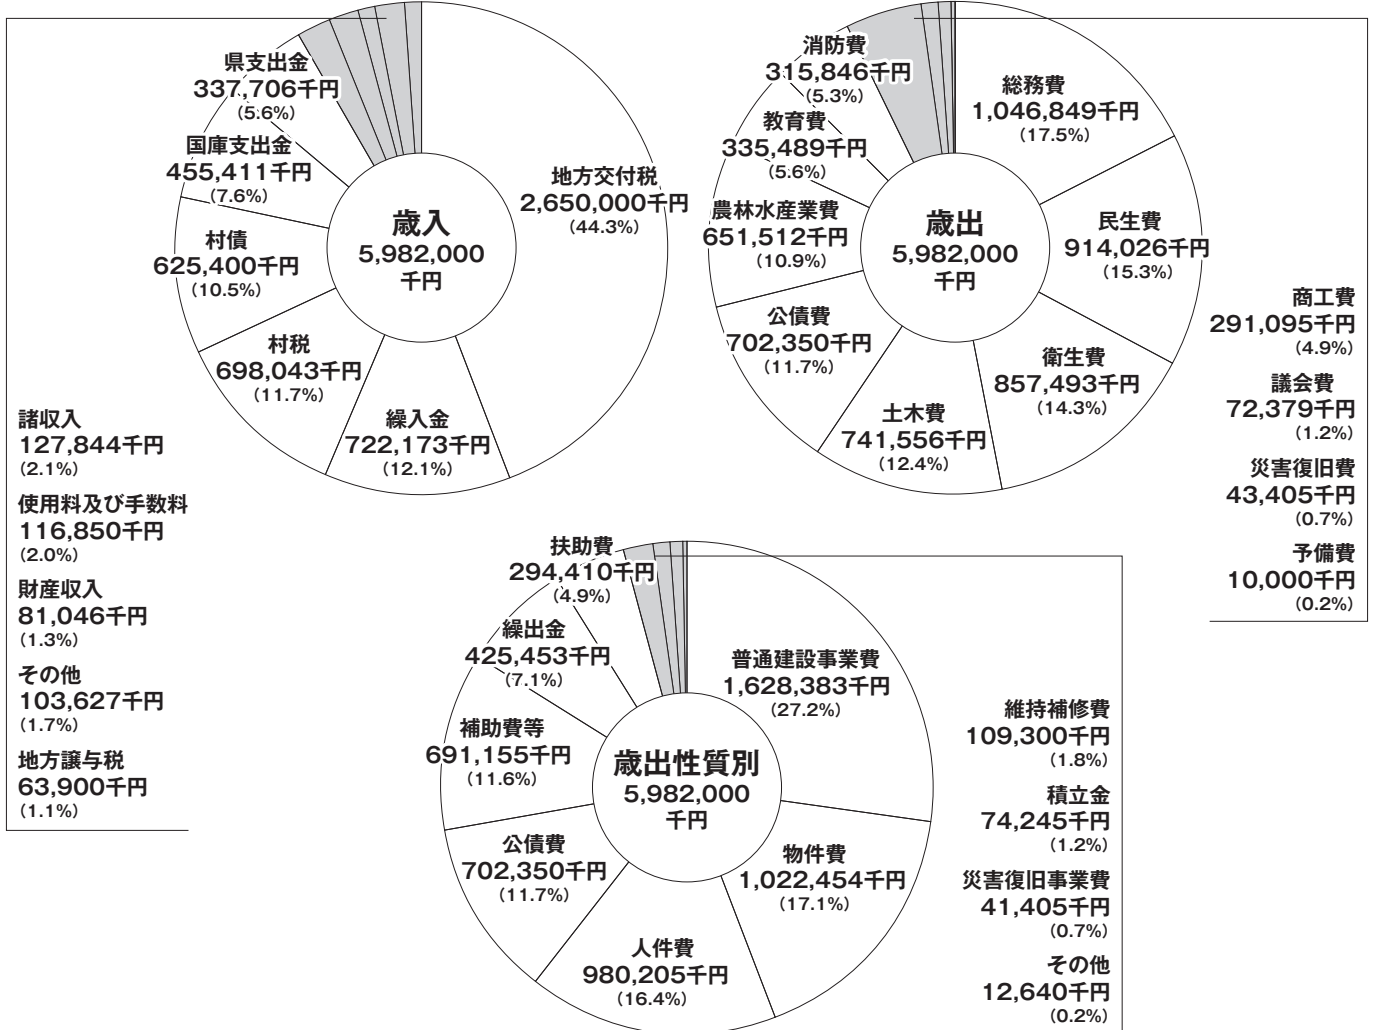 歳入
5,982,000
千円
地方交付税
2,650,000千円
(44.3%)
繰入金
722,173千円
(12.1%)
村税
698,043千円
(11.7%)
村債
625,400千円
(10.5%)
国庫支出金
455,411千円
(7.6%)
県支出金
337,706千円
(5.6%)
諸収入
127,844千円
(2.1%)
使用料及び手数料
116,850千円
(2.0%)
財産収入
81,046千円
(1.3%)
その他
103,627千円
(1.7%)
地方譲与税
63,900千円
(1.1%)
歳出
5,982,000
千円
総務費
1,046,849千円
(17.5%)
民生費
914,026千円
(15.3%)
衛生費
857,493千円
(14.3%)
土木費
741,556千円
(12.4%)
公債費
702,350千円
(11.7%)
農林水産業費
651,512千円
(10.9%)
教育費
335,489千円
(5.6%)
消防費
315,846千円
(5.3%)
商工費
291,095千円
(4.9%)
議会費
72,379千円
(1.2%)
災害復旧費
43,405千円
(0.7%)
予備費
10,000千円
(0.2%)
歳出性質別
5,982,000
千円
普通建設事業費
1,628,383千円
(27.2%)
物件費
1,022,454千円
(17.1%)
人件費
980,205千円
(16.4%)
公債費
702,350千円
(11.7%)
補助費等
691,155千円
(11.6%)
繰出金
425,453千円
(7.1%)
扶助費
294,410千円
(4.9%)
維持補修費
109,300千円
(1.8%)
積立金
74,245千円
(1.2%)
災害復旧事業費
41,405千円
(0.7%)
その他
12,640千円
(0.2%)